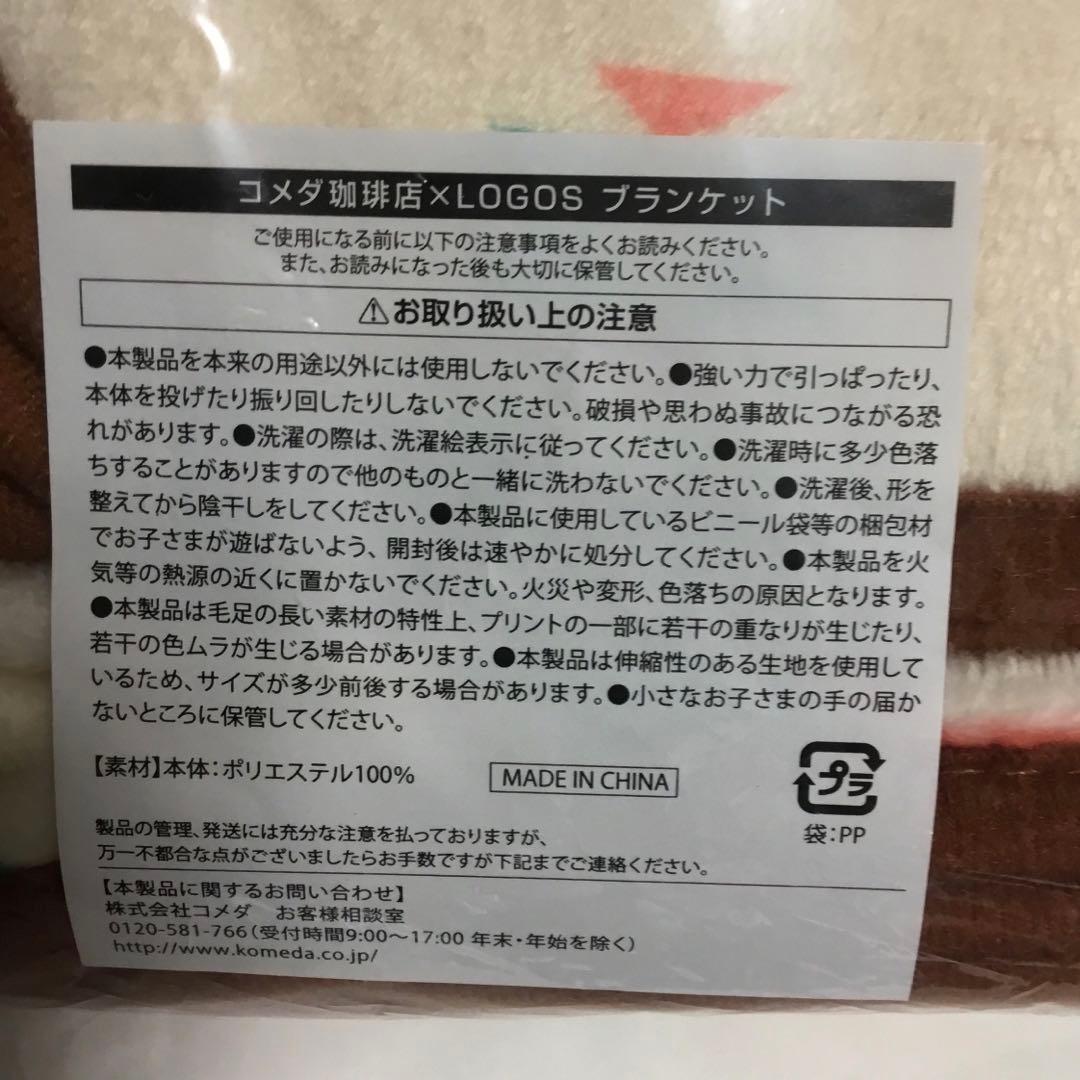 コメダ珈琲店×LOGOS ブランケット
ご使用になる前に以下の注意事項をよくお読みください。
また、お読みになった後も大切に保管してください。
⚠お取り扱い上の注意
●本製品を本来の用途以外には使用しないでください。●強い力で引っぱったり、
本体を投げたり振り回したりしないでください。破損や思わぬ事故につながる恐
れがあります。●洗濯の際は、洗濯絵表示に従ってください。●洗濯時に多少色落
ちすることがありますので他のものと一緒に洗わないでください。●洗濯後、形を
整えてから陰干しをしてください。●本製品に使用しているビニール袋等の梱包材
でお子さまが遊ばないよう、開封後は速やかに処分してください。●本製品を火
気等の熱源の近くに置かないでください。火災や変形、色落ちの原因となります。
●本製品は毛足の長い素材の特性上、プリントの一部に若干の重なりが生じたり、
若干の色ムラが生じる場合があります。●本製品は伸縮性のある生地を使用して
いるため、サイズが多少前後する場合があります。●小さなお子さまの手の届か
ないところに保管してください。
【素材】本体：ポリエステル100%
MADE IN CHINA
プラ
袋：PP
製品の管理、発送には充分な注意を払っておりますが、
万一不都合な点がございましたらお手数ですが下記までご連絡ください。
【本製品に関するお問い合わせ】
株式会社コメダ　お客様相談室
0120-581-766（受付時間9:00～17:00 年末・年始を除く）
http://www.komeda.co.jp/